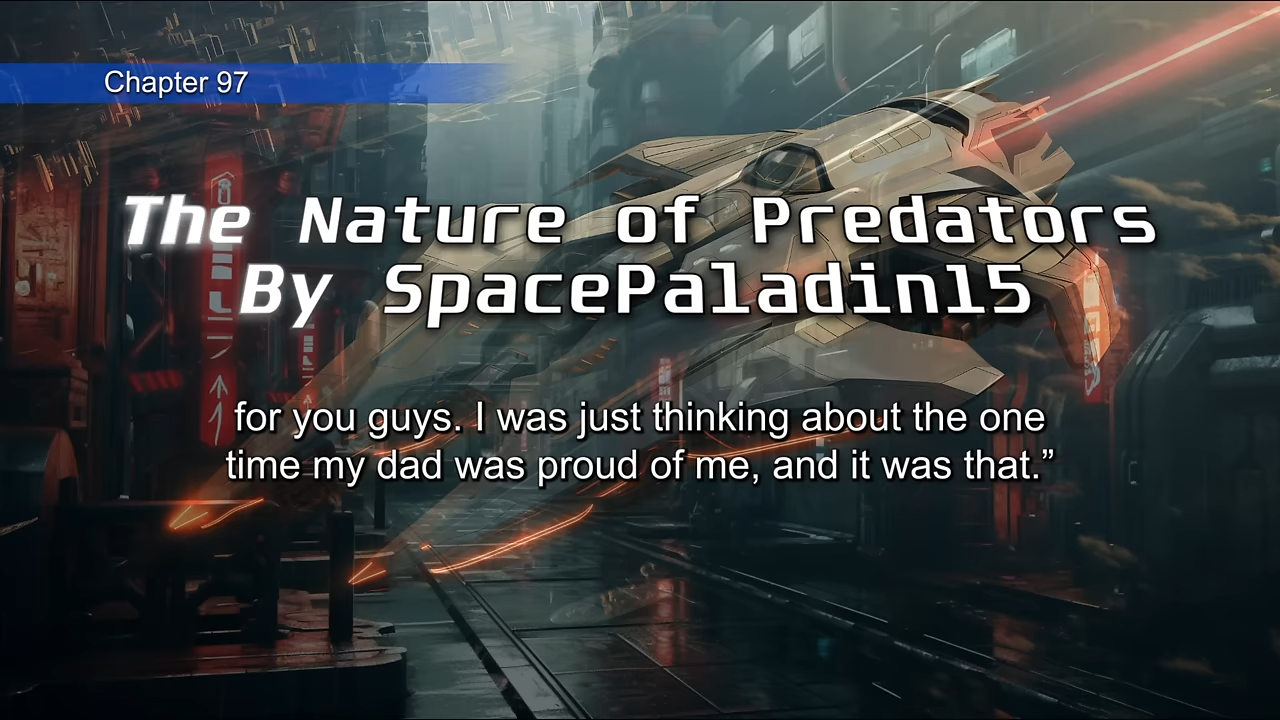 Chapter 97
The Nature of Predators
By SpacePaladin15
for you guys. I was just thinking about the one
time my dad was proud of me, and it was that.”